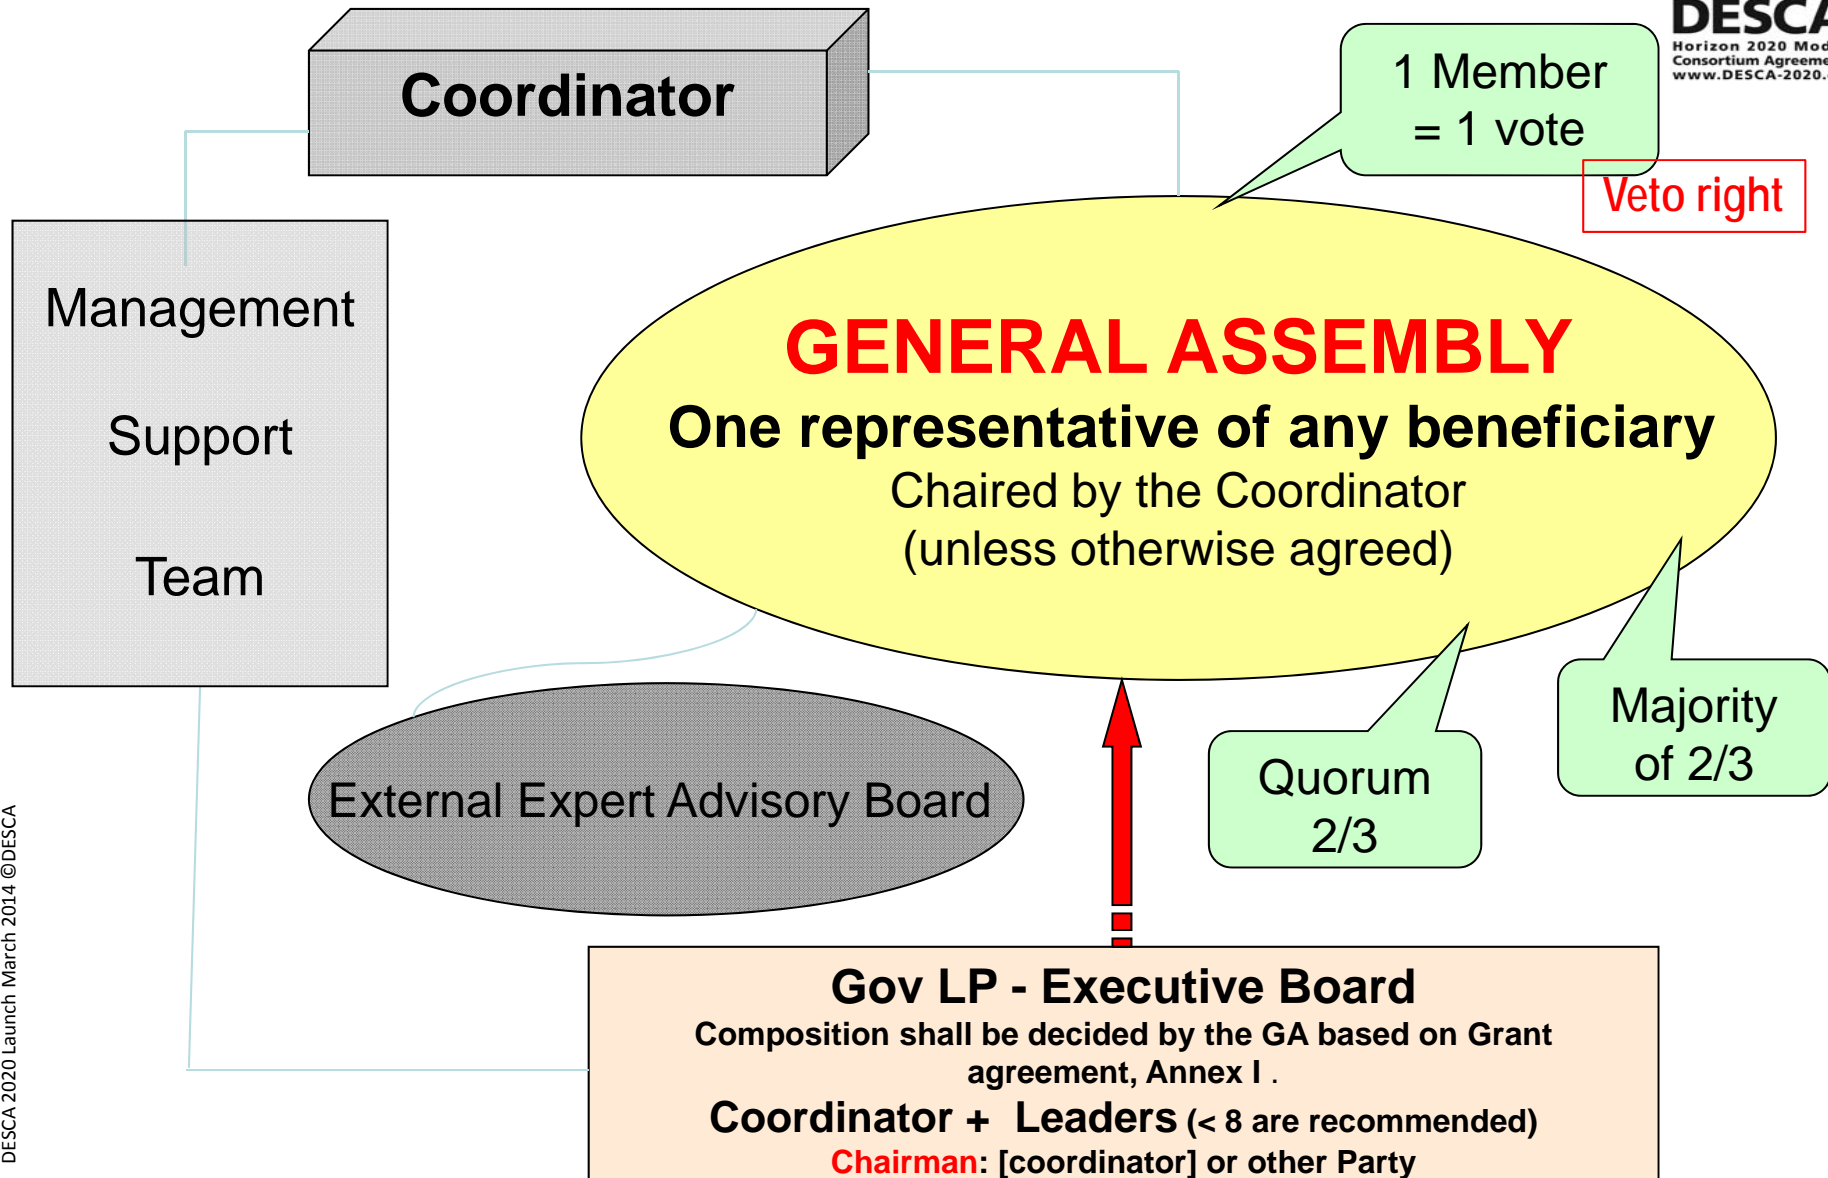 DESCA
Horizon 2020 Mod
Consortium Agreeme
www.DESCA-2020.
Coordinator
1 Member
= 1 vote
Veto right
Management
Support
Team
GENERAL ASSEMBLY
One representative of any beneficiary
Chaired by the Coordinator
(unless otherwise agreed)
External Expert Advisory Board
Quorum
2/3
Majority
of 2/3
Gov LP - Executive Board
Composition shall be decided by the GA based on Grant
agreement, Annex I .
Coordinator + Leaders (< 8 are recommended)
Chairman: [coordinator] or other Party
DESCA 2020 Launch March 2014 ©DESCA